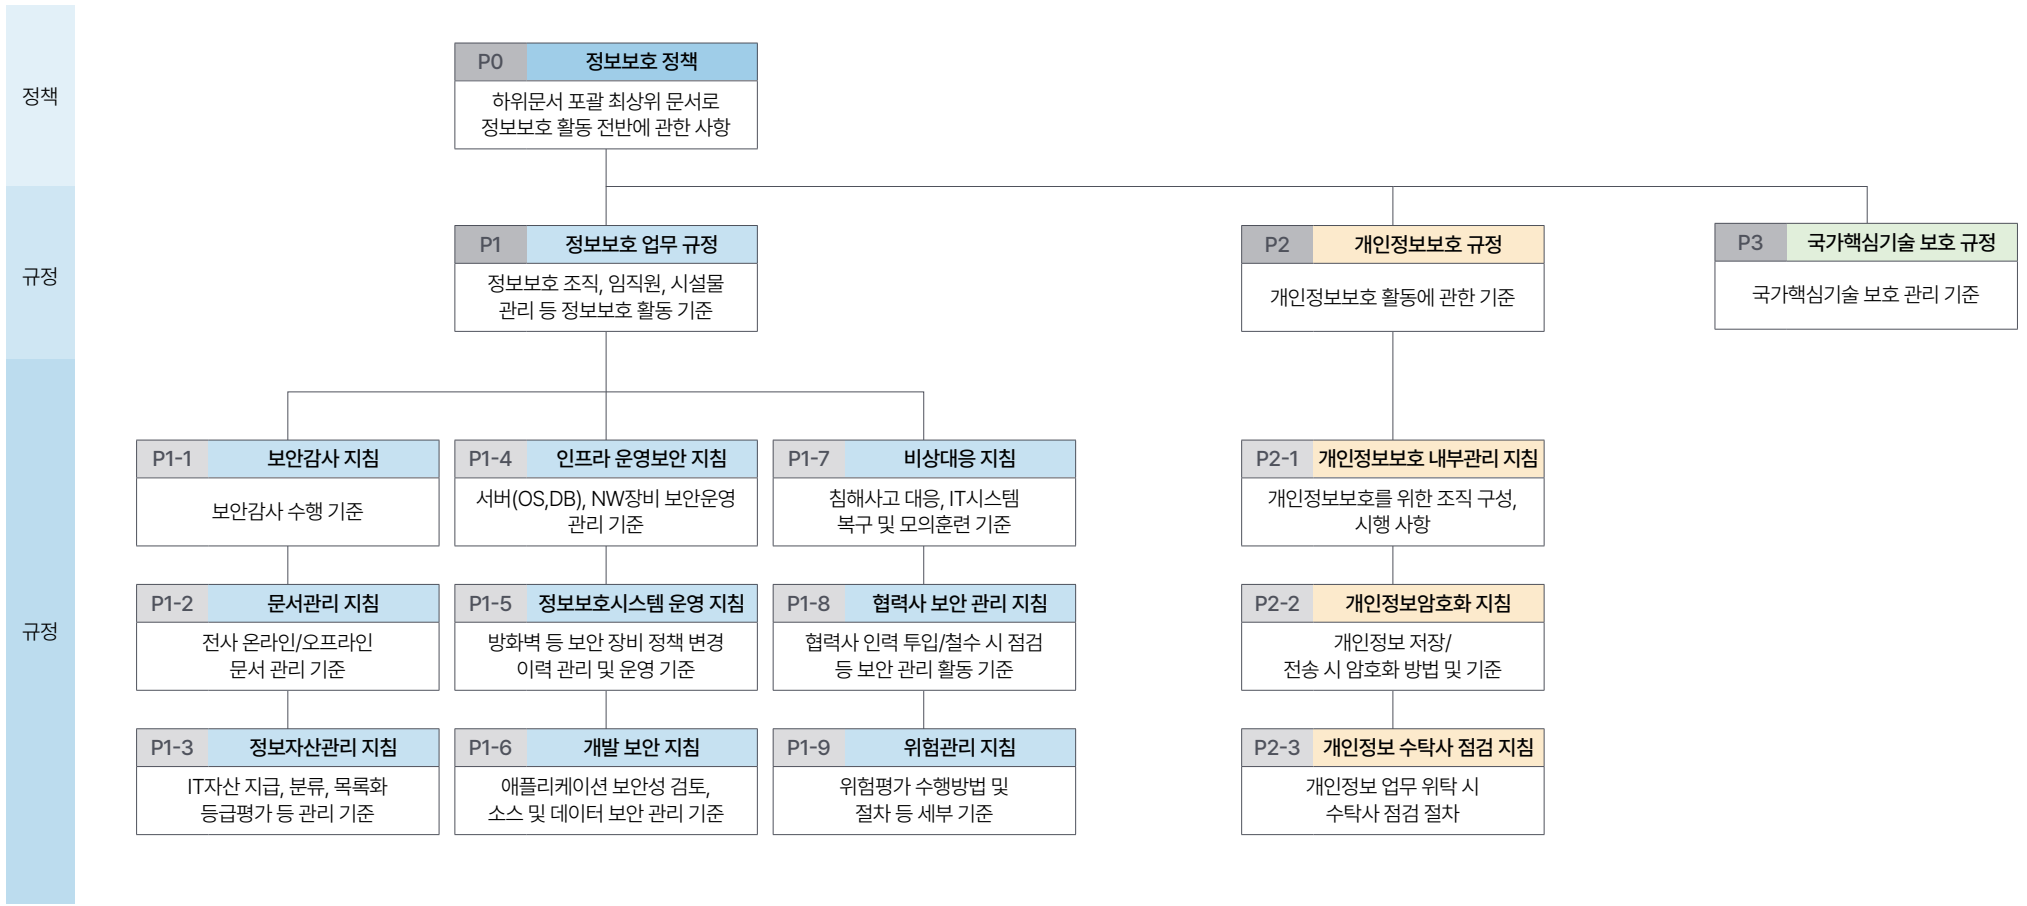 정책
P0
정보보호 정책
하위문서 포괄 최상위 문서로
정보보호 활동 전반에 관한 사항
규정
P1
정보보호 업무 규정
정보보호 조직, 임직원, 시설물
관리 등 정보보호 활동 기준
P2
개인정보보호 규정
개인정보보호 활동에 관한 기준
P3
국가핵심기술 보호 규정
국가핵심기술 보호 관리 기준
규정
P1-1
보안감사 지침
보안감사 수행 기준
P1-4
인프라 운영보안 지침
서버(OS,DB), NW장비 보안운영
관리 기준
P1-7
비상대응 지침
침해사고 대응, IT시스템
복구 및 모의훈련 기준
P2-1
개인정보보호 내부관리 지침
개인정보보호를 위한 조직 구성,
시행 사항
P1-2
문서관리 지침
전사 온라인/오프라인
문서 관리 기준
P1-5
정보보호시스템 운영 지침
방화벽 등 보안 장비 정책 변경
이력 관리 및 운영 기준
P1-8
협력사 보안 관리 지침
협력사 인력 투입/철수 시 점검
등 보안 관리 활동 기준
P2-2
개인정보암호화 지침
개인정보 저장/
전송 시 암호화 방법 및 기준
P1-3
정보자산관리 지침
IT자산 지급, 분류, 목록화
등급평가 등 관리 기준
P1-6
개발 보안 지침
애플리케이션 보안성 검토,
소스 및 데이터 보안 관리 기준
P1-9
위험관리 지침
위험평가 수행방법 및
절차 등 세부 기준
P2-3
개인정보 수탁사 점검 지침
개인정보 업무 위탁 시
수탁사 점검 절차